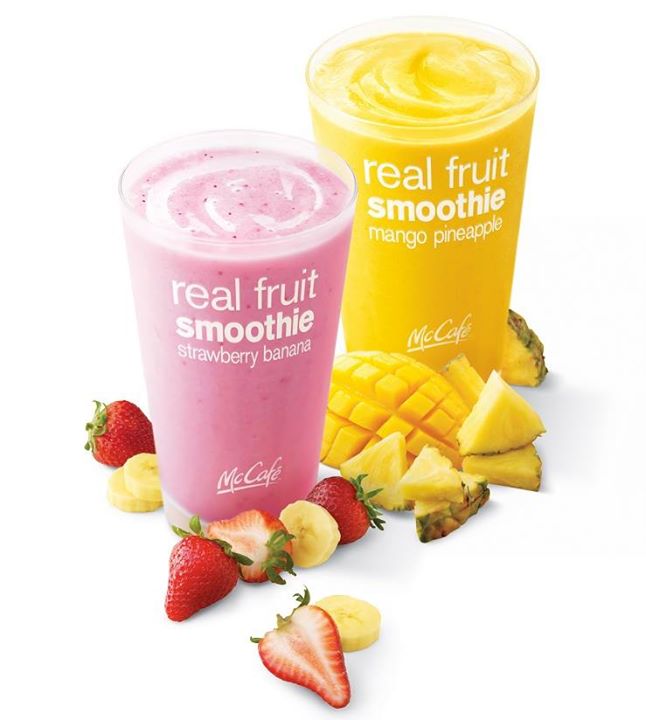 real fruit
smoothie
strawberry banana
McCafé
real fruit
smoothie
mango pineapple
McCafé